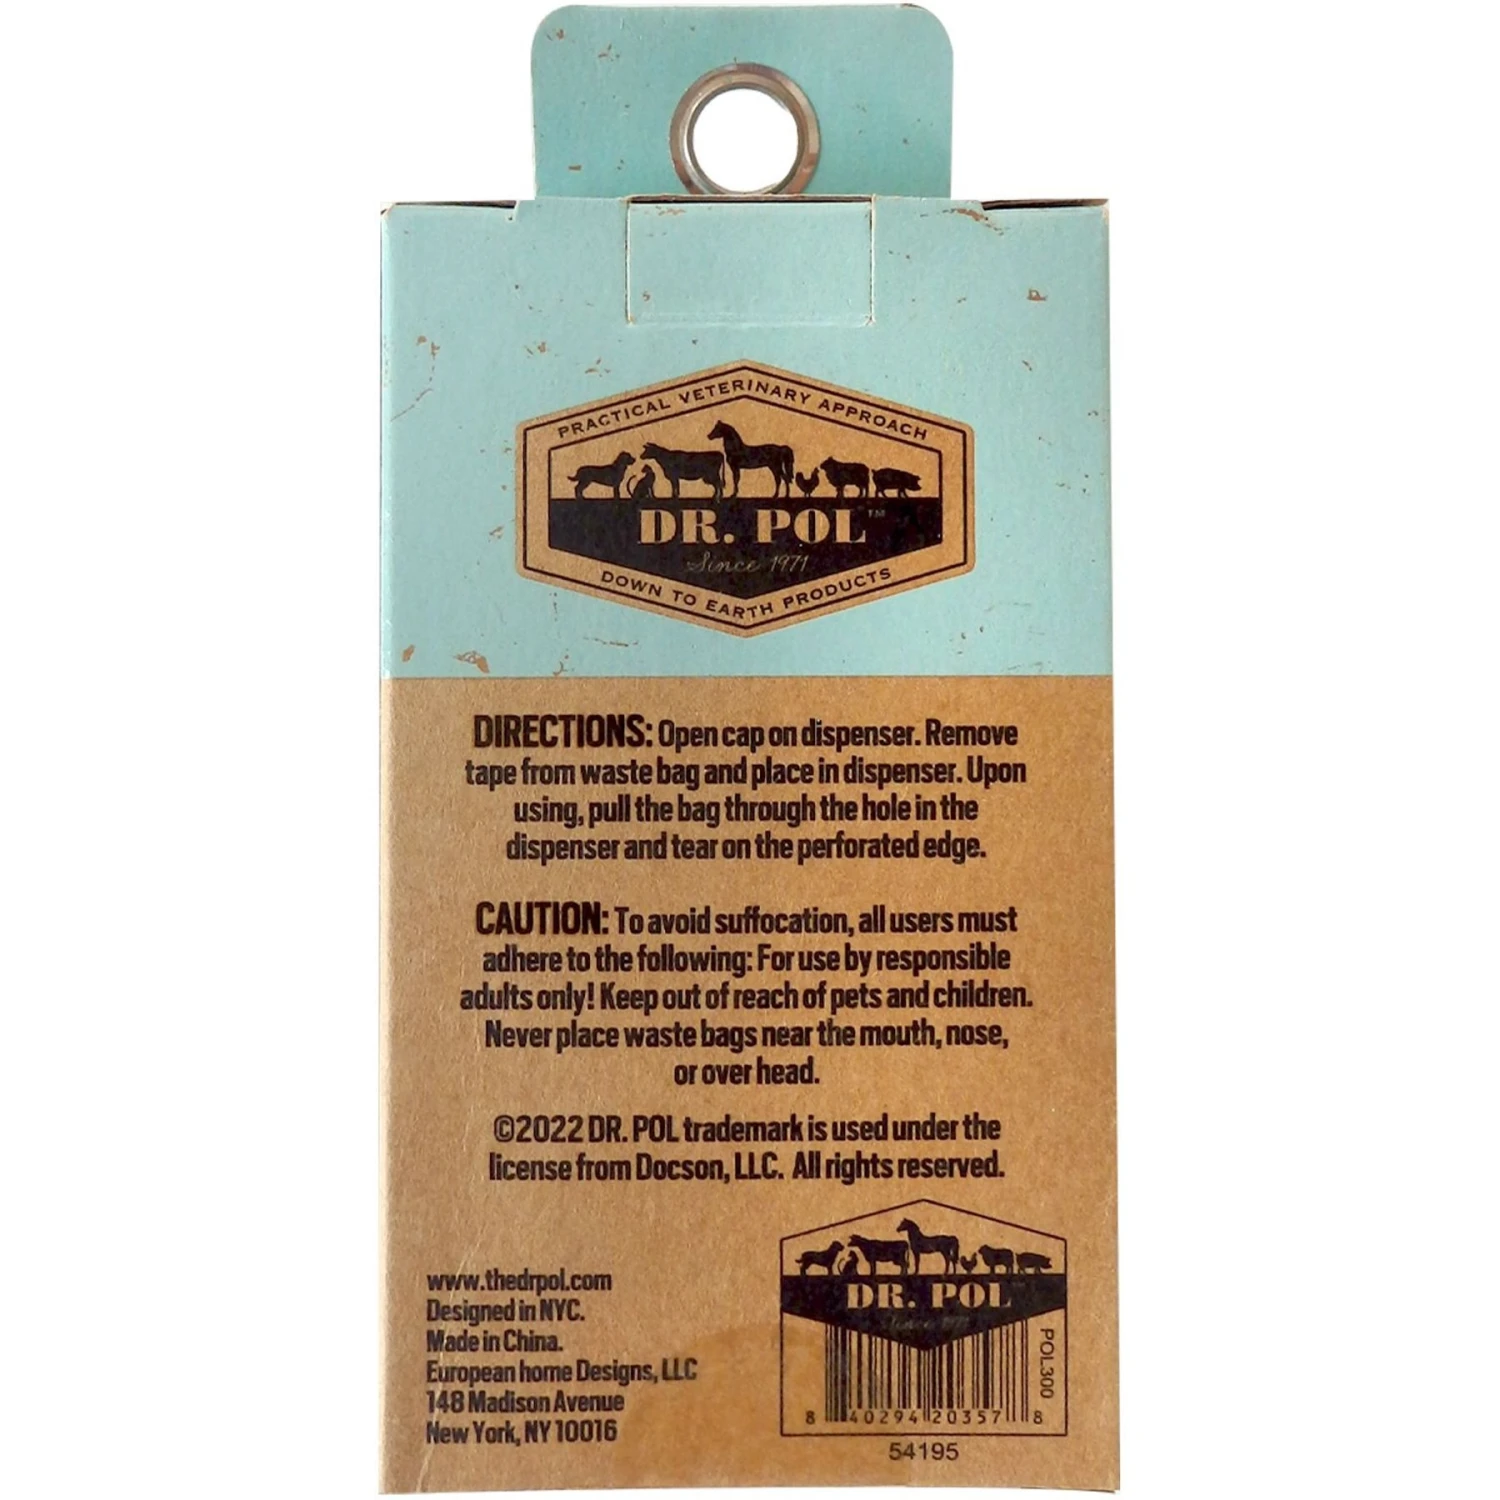 PRACTICAL VETERINARY APPROACH
DR. POL™
Since 1971
DOWN TO EARTH PRODUCTS
DIRECTIONS: Open cap on dispenser. Remove
tape from waste bag and place in dispenser. Upon
using, pull the bag through the hole in the
dispenser and tear on the perforated edge.
CAUTION: To avoid suffocation, all users must
adhere to the following: For use by responsible
adults only! Keep out of reach of pets and children.
Never place waste bags near the mouth, nose,
or over head.
©2022 DR. POL trademark is used under the
license from Docson, LLC. All rights reserved.
www.thedrpol.com
Designed in NYC.
Made in China.
European home Designs, LLC
148 Madison Avenue
New York, NY 10016
DR. POL™
Since 1971
POL300
8 40294 20357 8
54195